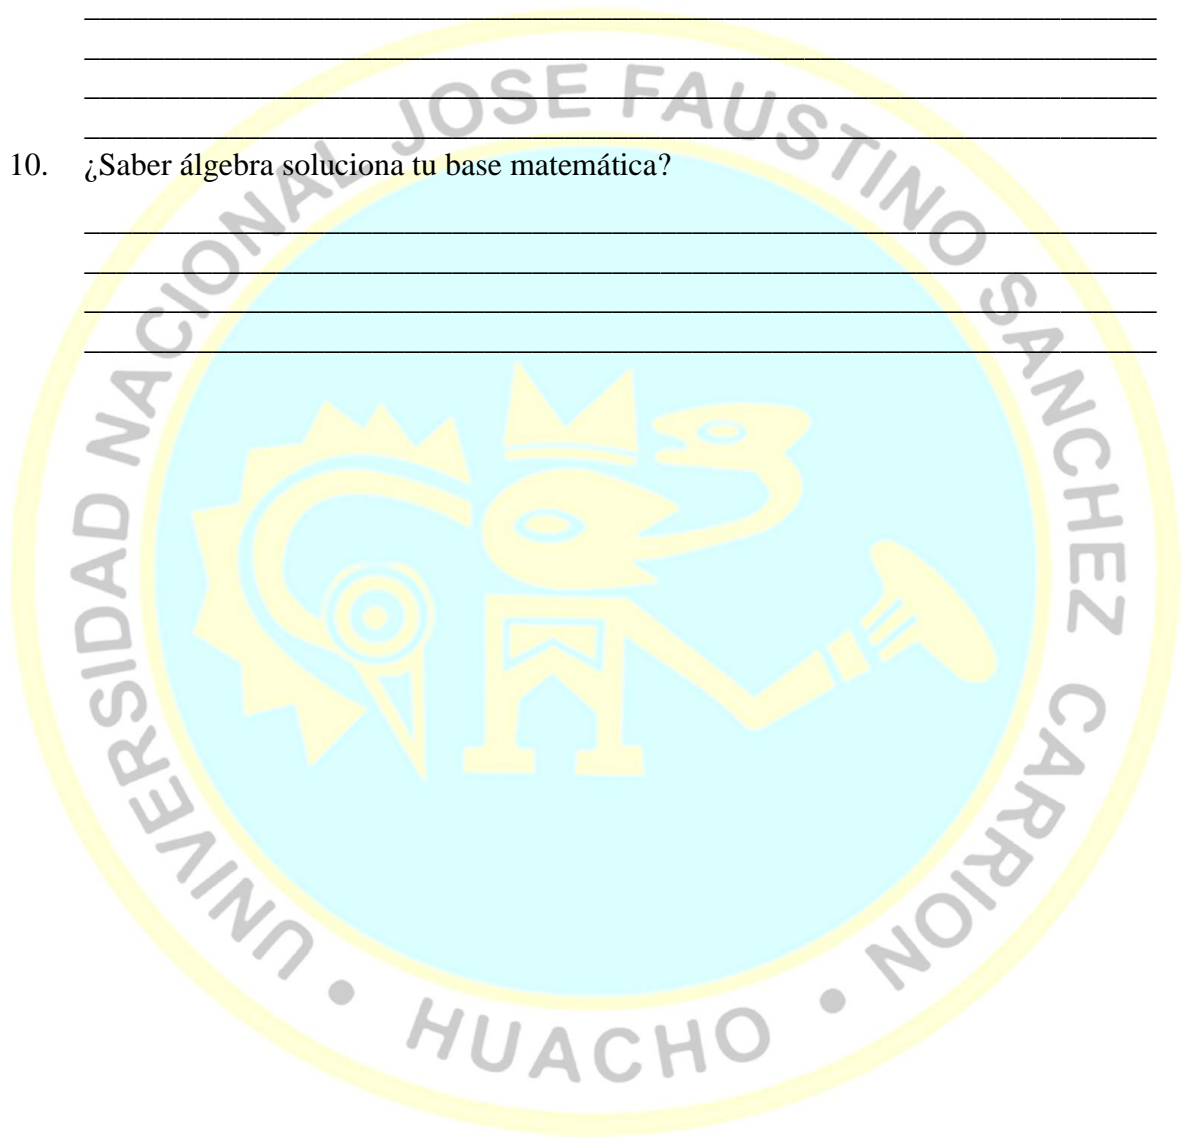 10. ¿Saber álgebra soluciona tu base matemática?
UNIVERSIDAD NACIONAL JOSE FAUSTINO SANCHEZ CARRION • HUACHO •